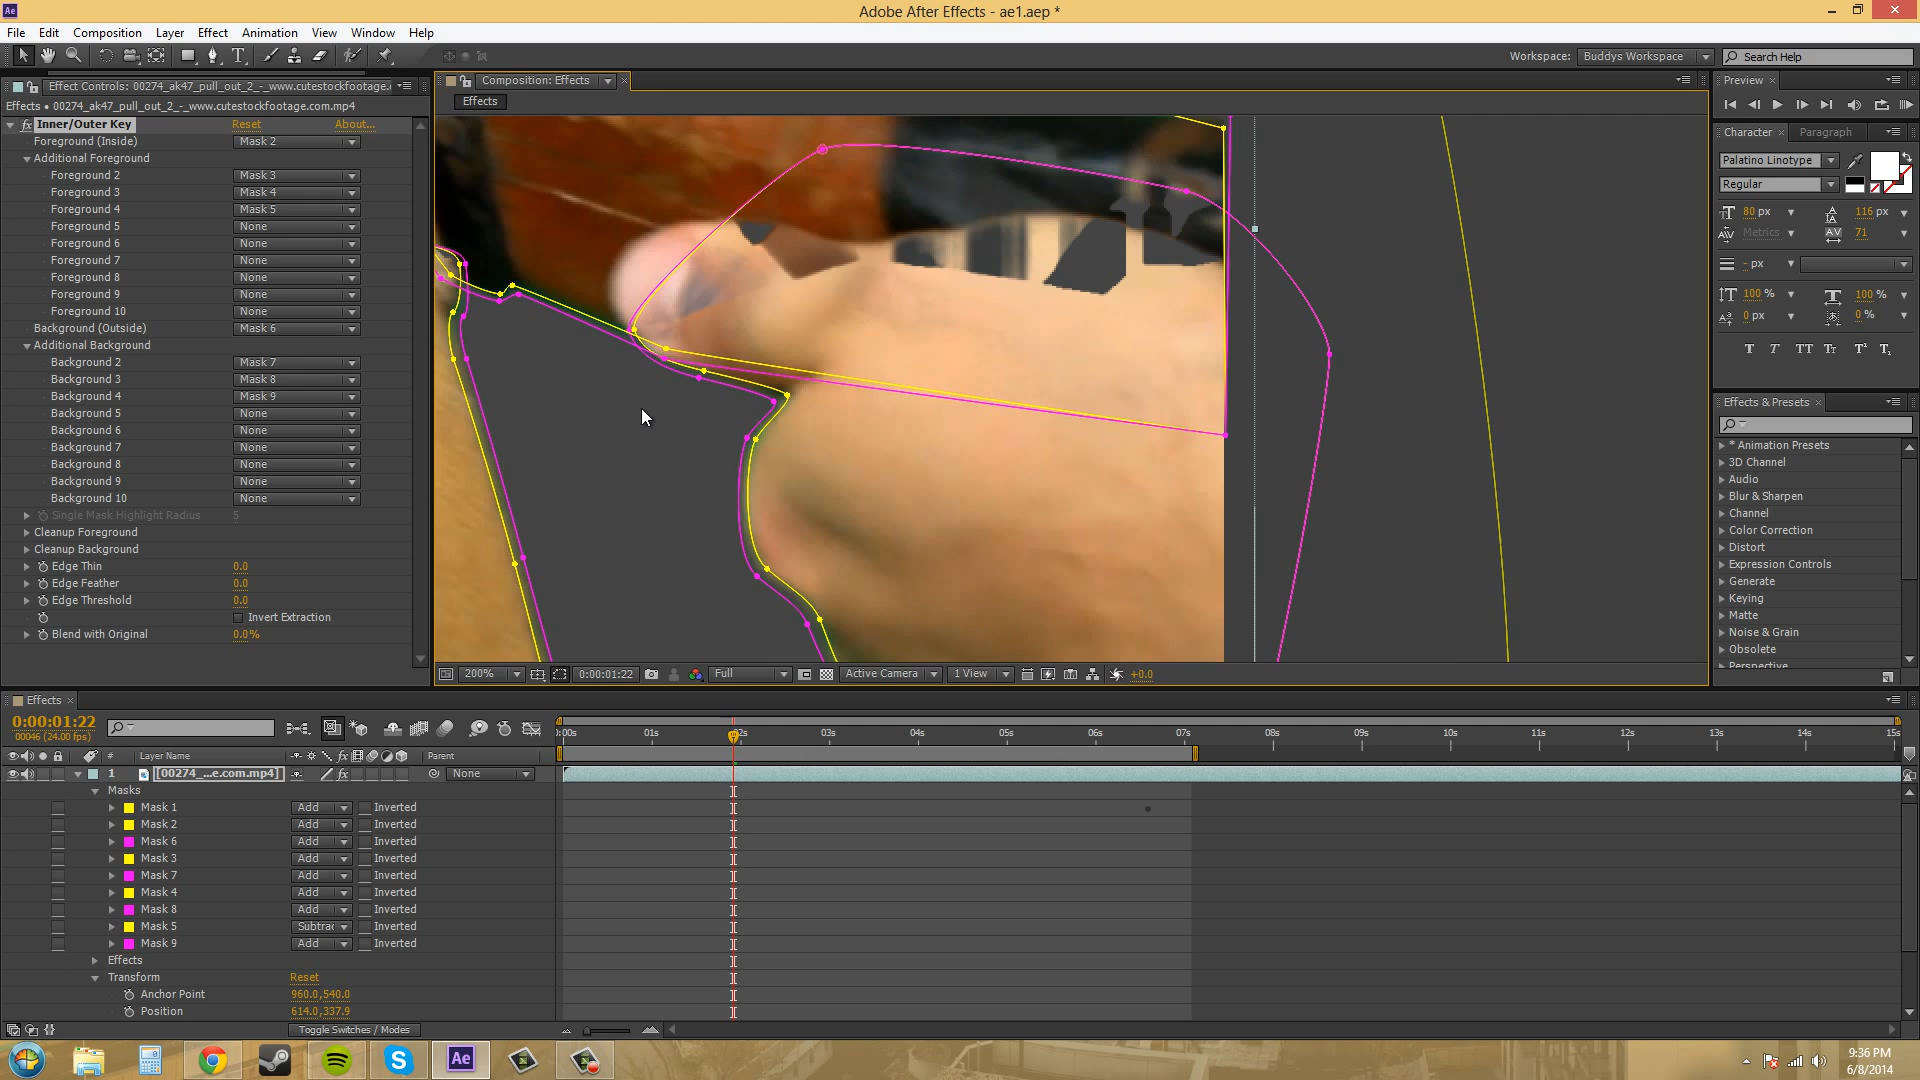 Adobe After Effects - ae1.aep *
File Edit Composition Layer Effect Animation View Window Help
Workspace: Buddys Workspace Search Help
Effect Controls: 00274_ak47_pull_out_2_-_www.cutestockfootage.
Effects • 00274_ak47_pull_out_2_-_www.cutestockfootage.com.mp4
fx Inner/Outer Key Reset About...
Foreground (Inside) Mask 2
Additional Foreground
Foreground 2 Mask 3
Foreground 3 Mask 4
Foreground 4 Mask 5
Foreground 5 None
Foreground 6 None
Foreground 7 None
Foreground 8 None
Foreground 9 None
Foreground 10 None
Background (Outside) Mask 6
Additional Background
Background 2 Mask 7
Background 3 Mask 8
Background 4 Mask 9
Background 5 None
Background 6 None
Background 7 None
Background 8 None
Background 9 None
Background 10 None
Single Mask Highlight Radius 5
Cleanup Foreground
Cleanup Background
Edge Thin 0.0
Edge Feather 0.0
Edge Threshold 0.0
Invert Extraction
Blend with Original 0.0%
Composition: Effects
Effects
200% 0:00:01:22 Full Active Camera 1 View +0.0
Preview
Character Paragraph
Palatino Linotype
Regular
80 px 116 px
Metrics 71
- px
100 % 100 %
0 px 0 %
T T TT Tr T¹ T₁
Effects & Presets
* Animation Presets
3D Channel
Audio
Blur & Sharpen
Channel
Color Correction
Distort
Expression Controls
Generate
Keying
Matte
Noise & Grain
Obsolete
Perspective
Effects
0:00:01:22
00046 (24.00 fps)
:00s 01s 02s 03s 04s 05s 06s 07s 08s 09s 10s 11s 12s 13s 14s 15s
# Layer Name Parent
1 [00274_...e.com.mp4] None
Masks
Mask 1 Add Inverted
Mask 2 Add Inverted
Mask 6 Add Inverted
Mask 3 Add Inverted
Mask 7 Add Inverted
Mask 4 Add Inverted
Mask 8 Add Inverted
Mask 5 Subtrac Inverted
Mask 9 Add Inverted
Effects
Transform Reset
Anchor Point 960.0,540.0
Position 614.0,337.9
Toggle Switches / Modes
9:36 PM
6/8/2014